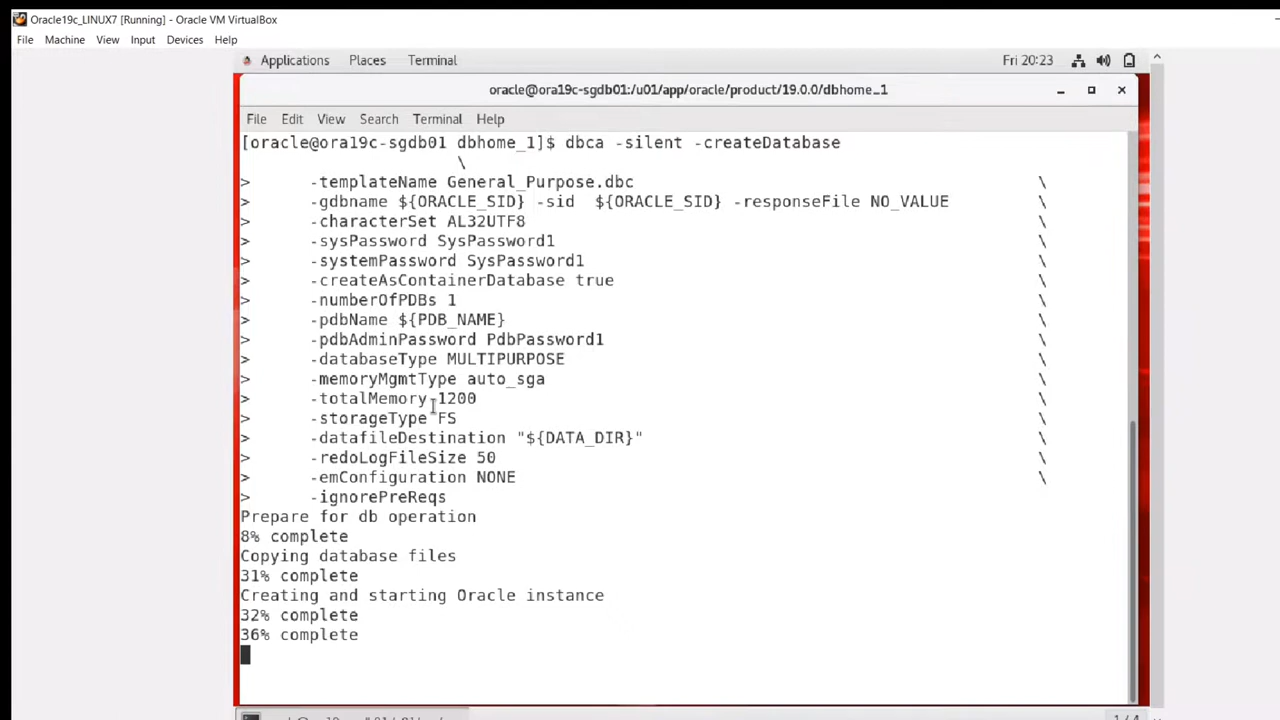 Oracle19c_LINUX7 [Running] - Oracle VM VirtualBox
File Machine View Input Devices Help
Applications Places Terminal Fri 20:23
oracle@ora19c-sgdb01:/u01/app/oracle/product/19.0.0/dbhome_1
File Edit View Search Terminal Help
[oracle@ora19c-sgdb01 dbhome_1]$ dbca -silent -createDatabase
\
> -templateName General_Purpose.dbc \
> -gdbname ${ORACLE_SID} -sid ${ORACLE_SID} -responseFile NO_VALUE \
> -characterSet AL32UTF8 \
> -sysPassword SysPassword1 \
> -systemPassword SysPassword1 \
> -createAsContainerDatabase true \
> -numberOfPDBs 1 \
> -pdbName ${PDB_NAME} \
> -pdbAdminPassword PdbPassword1 \
> -databaseType MULTIPURPOSE \
> -memoryMgmtType auto_sga \
> -totalMemory 1200 \
> -storageType FS \
> -datafileDestination "${DATA_DIR}" \
> -redoLogFileSize 50 \
> -emConfiguration NONE \
> -ignorePreReqs
Prepare for db operation
8% complete
Copying database files
31% complete
Creating and starting Oracle instance
32% complete
36% complete